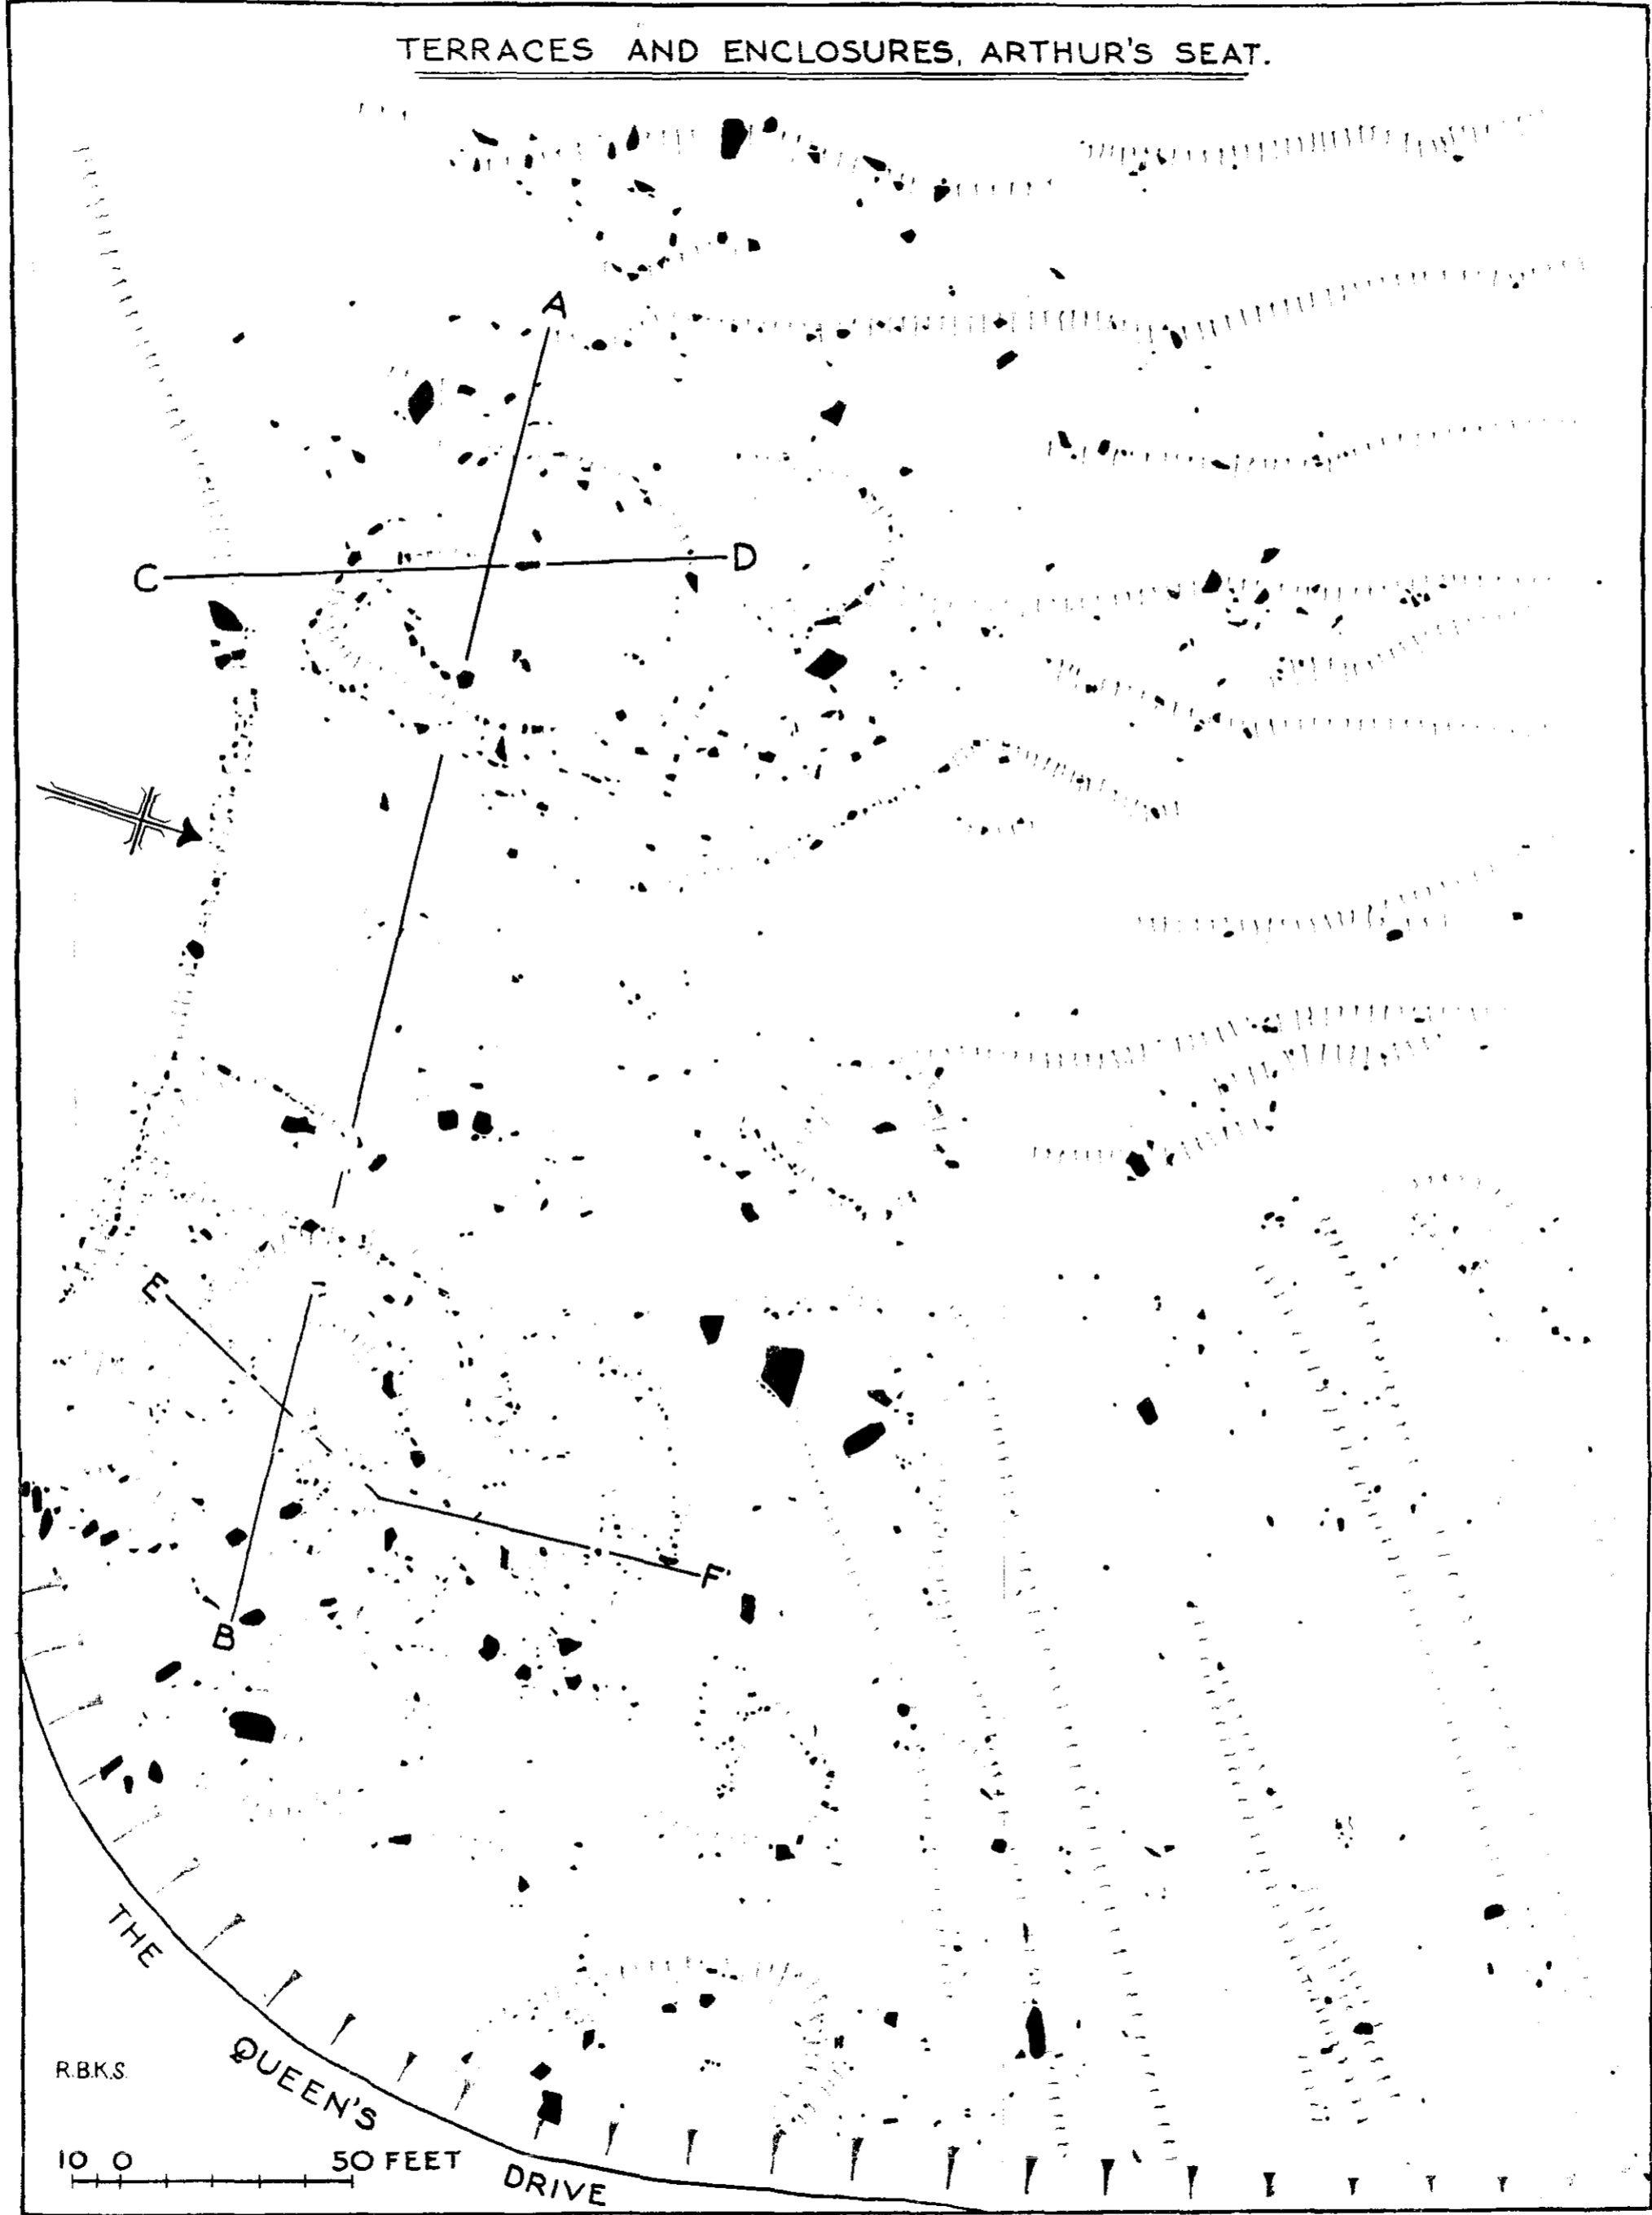 TERRACES AND ENCLOSURES, ARTHUR'S SEAT.
A
C
D
E
F
B
THE
QUEEN'S
DRIVE
R.B.K.S.
10 0 50 FEET